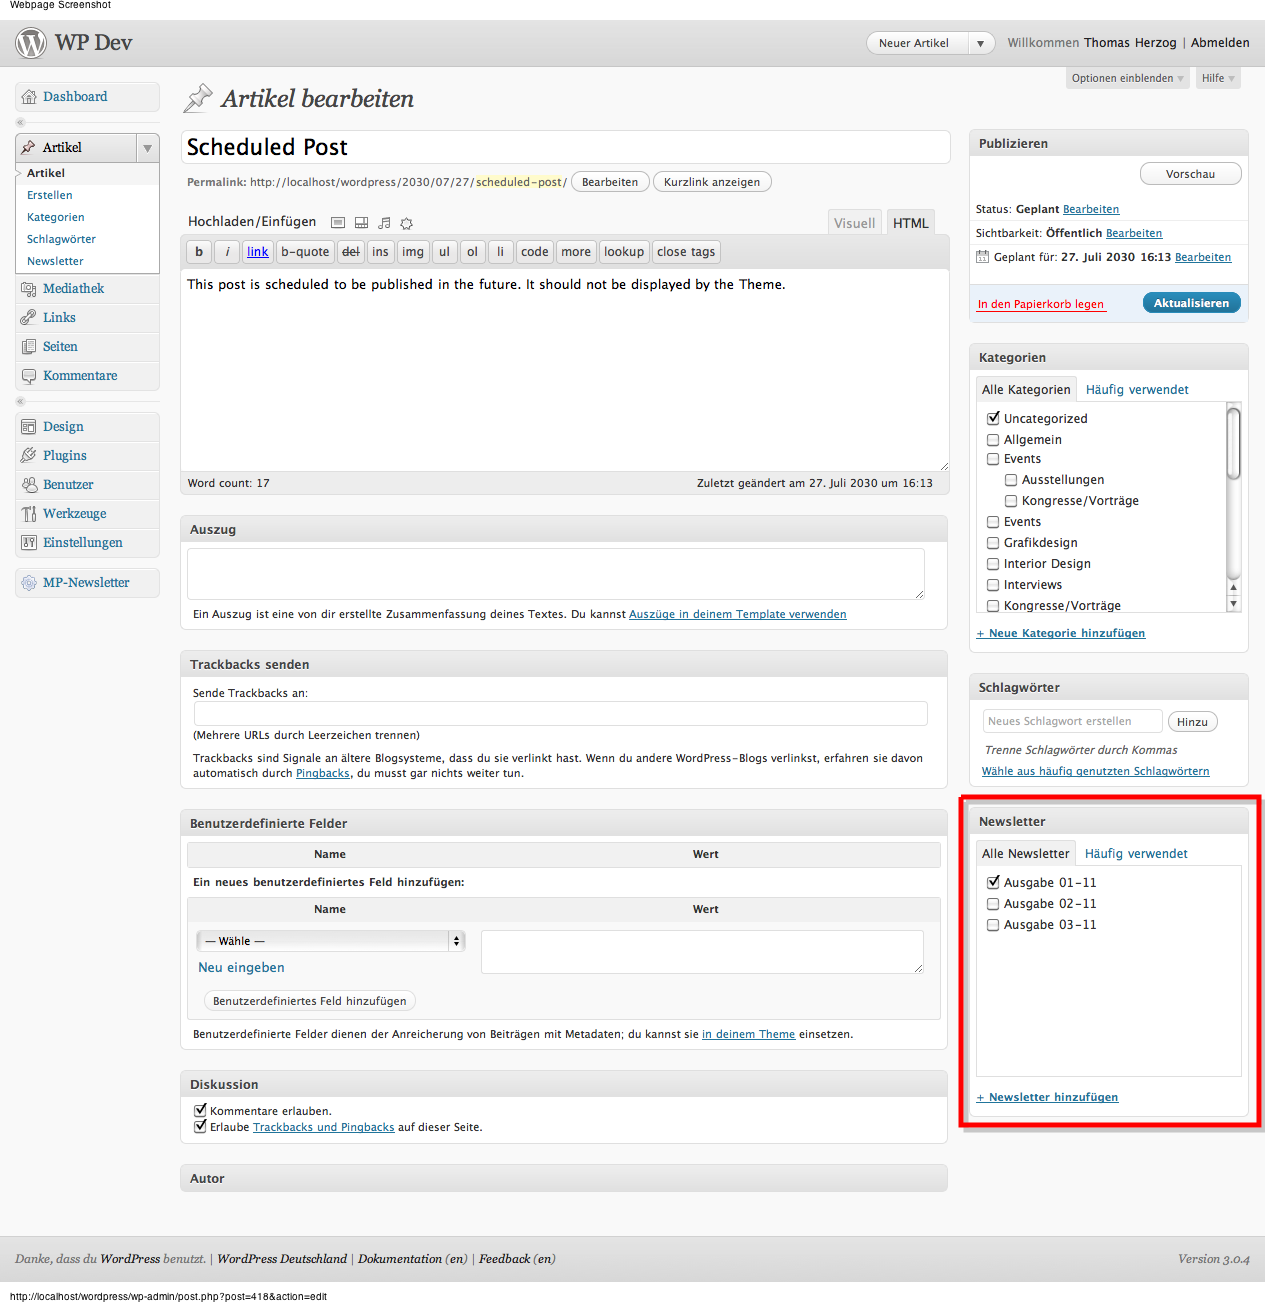 Webpage Screenshot
WP Dev
Neuer Artikel
Willkommen Thomas Herzog | Abmelden
Optionen einblenden
Hilfe
Dashboard
Artikel
Artikel
Erstellen
Kategorien
Schlagwörter
Newsletter
Mediathek
Links
Seiten
Kommentare
Design
Plugins
Benutzer
Werkzeuge
Einstellungen
MP-Newsletter
Artikel bearbeiten
Scheduled Post
Permalink: http://localhost/wordpress/2030/07/27/scheduled-post/ Bearbeiten Kurzlink anzeigen
Hochladen/Einfügen
Visuell HTML
b i link b-quote del ins img ul ol li code more lookup close tags
This post is scheduled to be published in the future. It should not be displayed by the Theme.
Word count: 17 Zuletzt geändert am 27. Juli 2030 um 16:13
Auszug
Ein Auszug ist eine von dir erstellte Zusammenfassung deines Textes. Du kannst Auszüge in deinem Template verwenden
Trackbacks senden
Sende Trackbacks an:
(Mehrere URLs durch Leerzeichen trennen)
Trackbacks sind Signale an ältere Blogsysteme, dass du sie verlinkt hast. Wenn du andere WordPress-Blogs verlinkst, erfahren sie davon
automatisch durch Pingbacks, du musst gar nichts weiter tun.
Benutzerdefinierte Felder
Name Wert
Ein neues benutzerdefiniertes Feld hinzufügen:
Name Wert
— Wähle —
Neu eingeben
Benutzerdefiniertes Feld hinzufügen
Benutzerdefinierte Felder dienen der Anreicherung von Beiträgen mit Metadaten; du kannst sie in deinem Theme einsetzen.
Diskussion
Kommentare erlauben.
Erlaube Trackbacks und Pingbacks auf dieser Seite.
Autor
Publizieren
Vorschau
Status: Geplant Bearbeiten
Sichtbarkeit: Öffentlich Bearbeiten
Geplant für: 27. Juli 2030 16:13 Bearbeiten
In den Papierkorb legen Aktualisieren
Kategorien
Alle Kategorien Häufig verwendet
Uncategorized
Allgemein
Events
Ausstellungen
Kongresse/Vorträge
Events
Grafikdesign
Interior Design
Interviews
Kongresse/Vorträge
+ Neue Kategorie hinzufügen
Schlagwörter
Neues Schlagwort erstellen Hinzu
Trenne Schlagwörter durch Kommas
Wähle aus häufig genutzten Schlagwörtern
Newsletter
Alle Newsletter Häufig verwendet
Ausgabe 01-11
Ausgabe 02-11
Ausgabe 03-11
+ Newsletter hinzufügen
Danke, dass du WordPress benutzt. | WordPress Deutschland | Dokumentation (en) | Feedback (en) Version 3.0.4
http://localhost/wordpress/wp-admin/post.php?post=418&action=edit